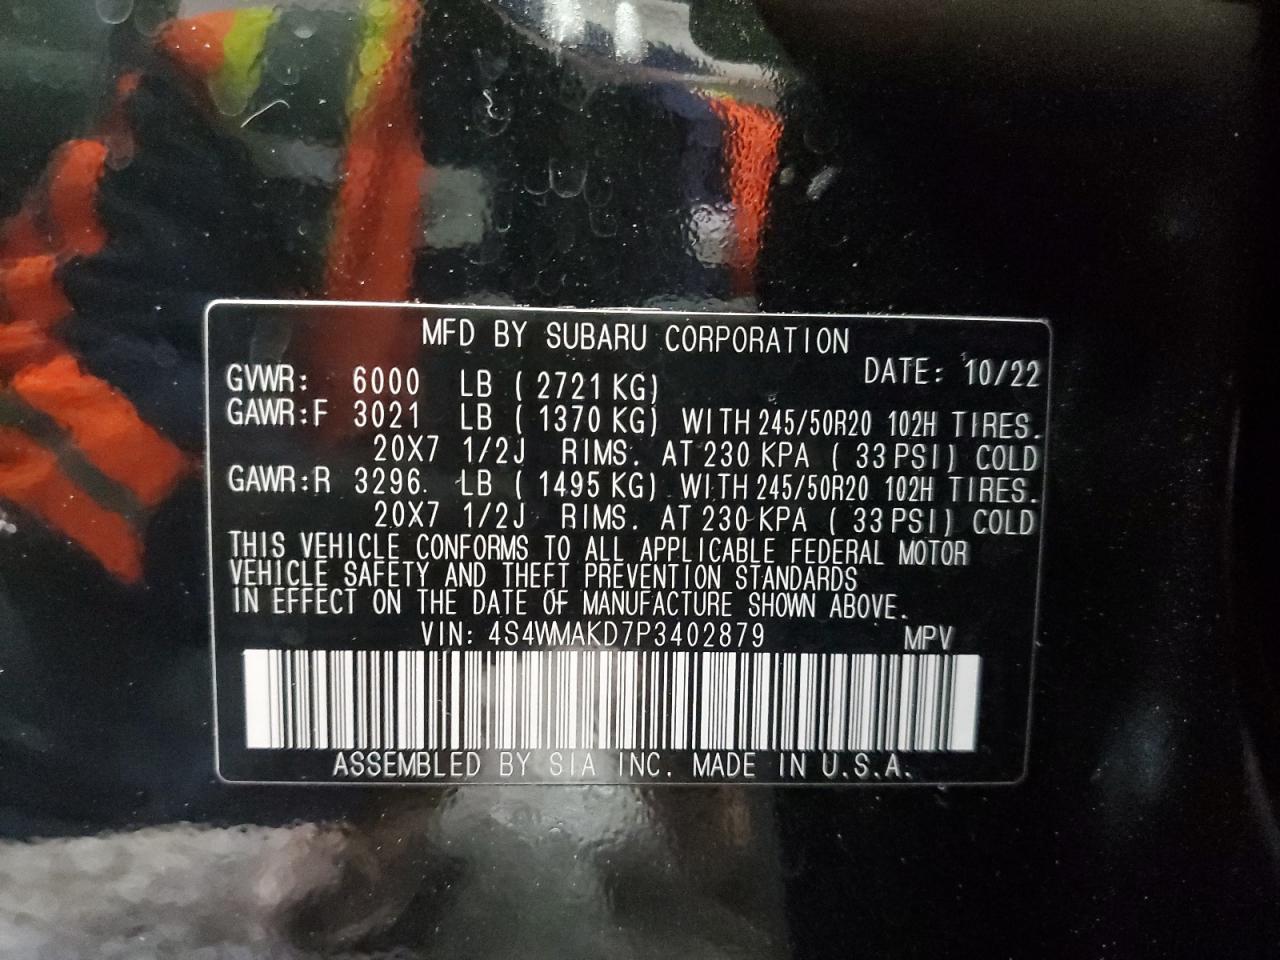 MFD BY SUBARU CORPORATION
DATE: 10/22
GVWR: 6000 LB ( 2721 KG)
GAWR:F 3021 LB ( 1370 KG) WITH 245/50R20 102H TIRES.
20X7 1/2J RIMS. AT 230 KPA ( 33 PSI) COLD
GAWR:R 3296. LB ( 1495 KG) WITH 245/50R20 102H TIRES.
20X7 1/2J RIMS. AT 230 KPA ( 33 PSI) COLD
THIS VEHICLE CONFORMS TO ALL APPLICABLE FEDERAL MOTOR
VEHICLE SAFETY AND THEFT PREVENTION STANDARDS
IN EFFECT ON THE DATE OF MANUFACTURE SHOWN ABOVE.
VIN: 4S4WMAKD7P3402879 MPV
ASSEMBLED BY SIA INC. MADE IN U.S.A.